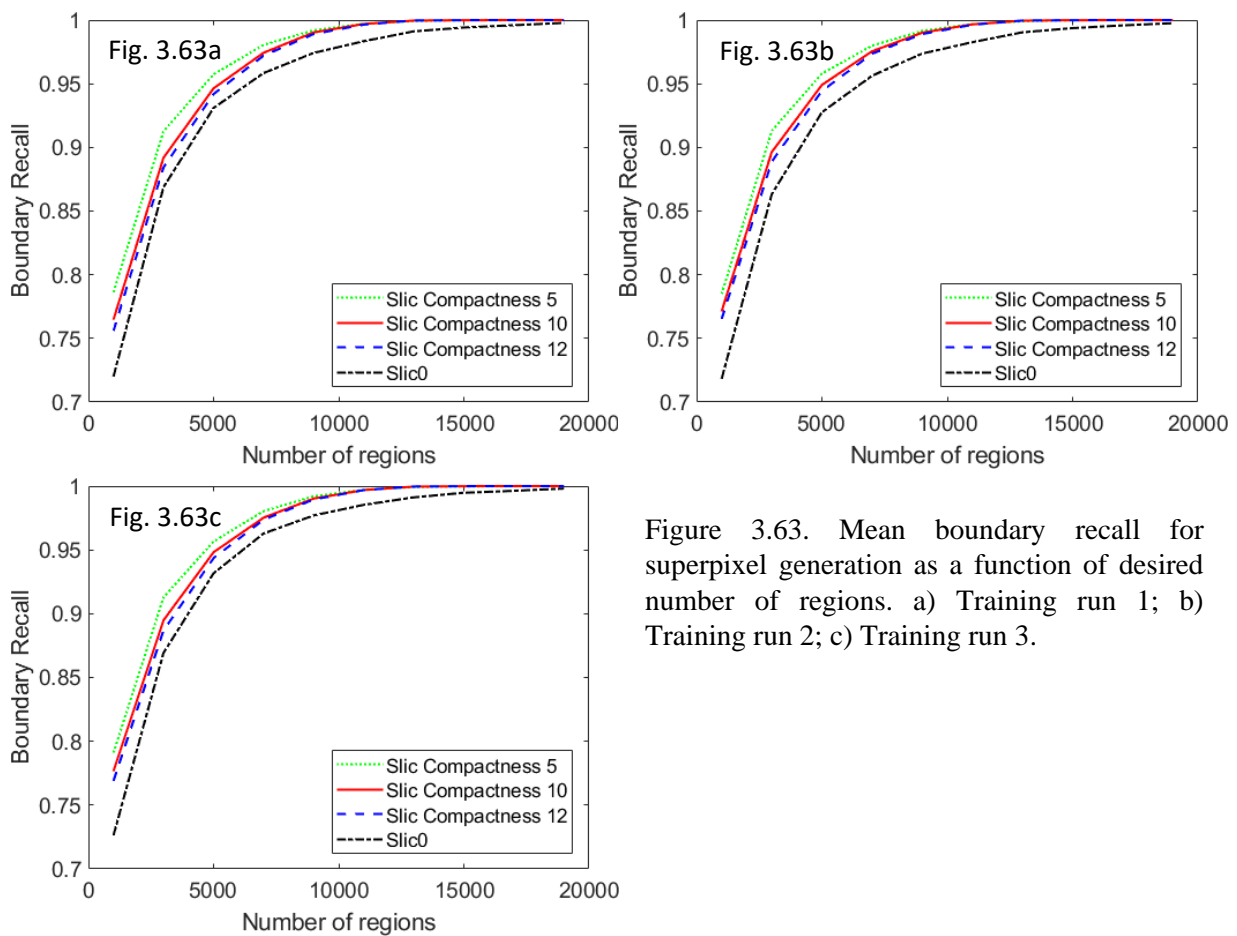 Fig. 3.63a
1
0.95
0.9
0.85
0.8
0.75
0.7
Boundary Recall
0
5000
10000
15000
20000
Number of regions
Slic Compactness 5
Slic Compactness 10
Slic Compactness 12
Slic0
Fig. 3.63b
1
0.95
0.9
0.85
0.8
0.75
0.7
Boundary Recall
0
5000
10000
15000
20000
Number of regions
Slic Compactness 5
Slic Compactness 10
Slic Compactness 12
Slic0
Fig. 3.63c
1
0.95
0.9
0.85
0.8
0.75
0.7
Boundary Recall
0
5000
10000
15000
20000
Number of regions
Slic Compactness 5
Slic Compactness 10
Slic Compactness 12
Slic0
Figure 3.63. Mean boundary recall for
superpixel generation as a function of desired
number of regions. a) Training run 1; b)
Training run 2; c) Training run 3.